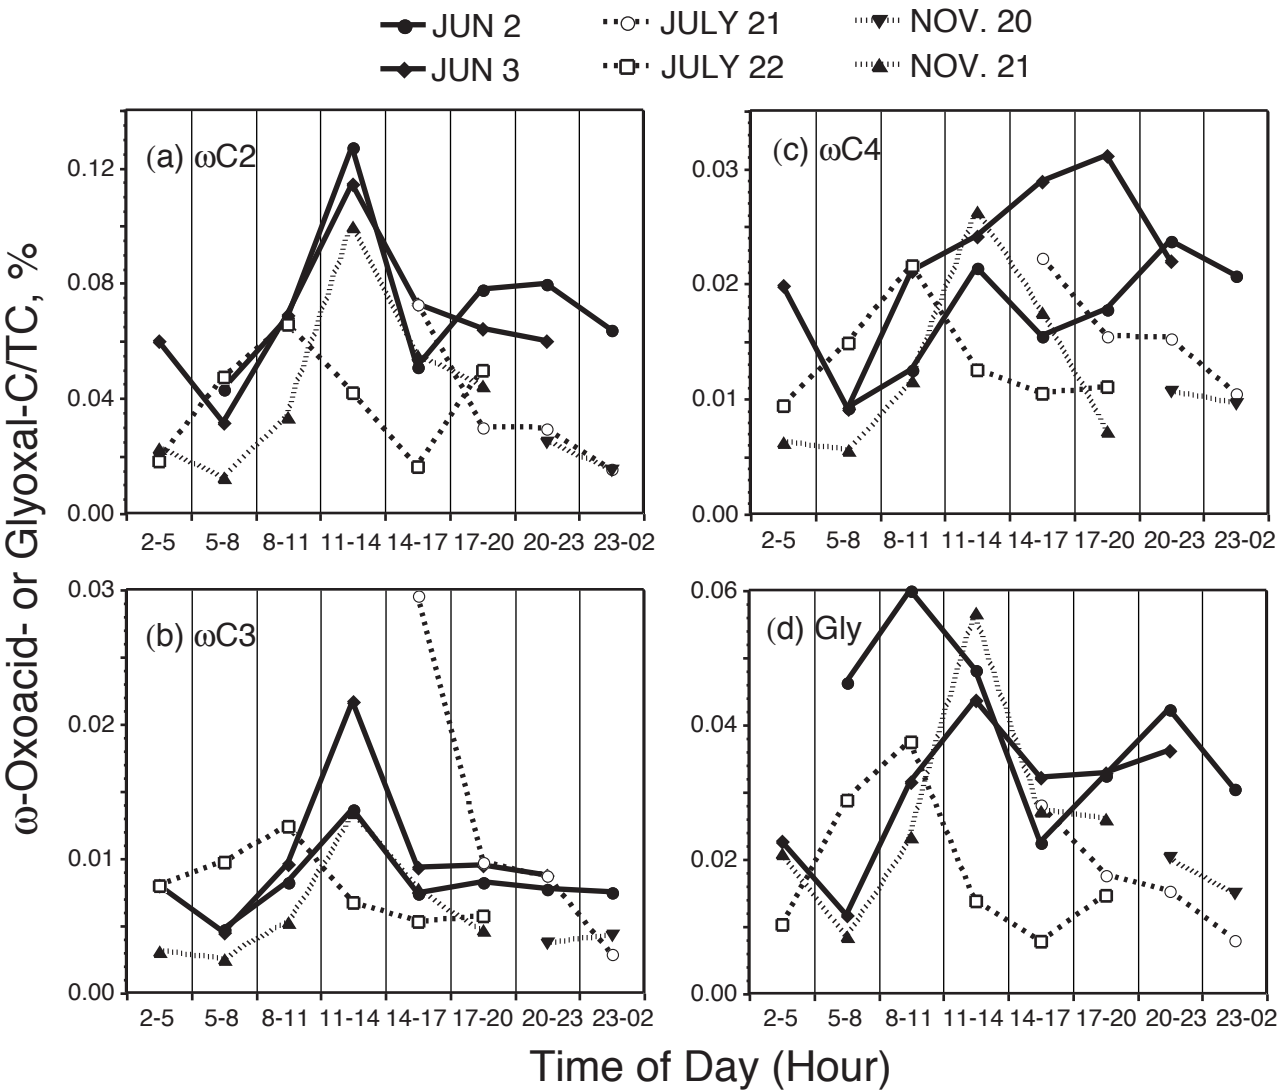 JUN 2 JULY 21 NOV. 20
JUN 3 JULY 22 NOV. 21
ω-Oxoacid- or Glyoxal-C/TC, %
(a) ωC2
0.12
0.08
0.04
0.00
2-5 5-8 8-11 11-14 14-17 17-20 20-23 23-02
(c) ωC4
0.03
0.02
0.01
0.00
2-5 5-8 8-11 11-14 14-17 17-20 20-23 23-02
(b) ωC3
0.03
0.02
0.01
0.00
2-5 5-8 8-11 11-14 14-17 17-20 20-23 23-02
(d) Gly
0.06
0.04
0.02
0.00
2-5 5-8 8-11 11-14 14-17 17-20 20-23 23-02
Time of Day (Hour)